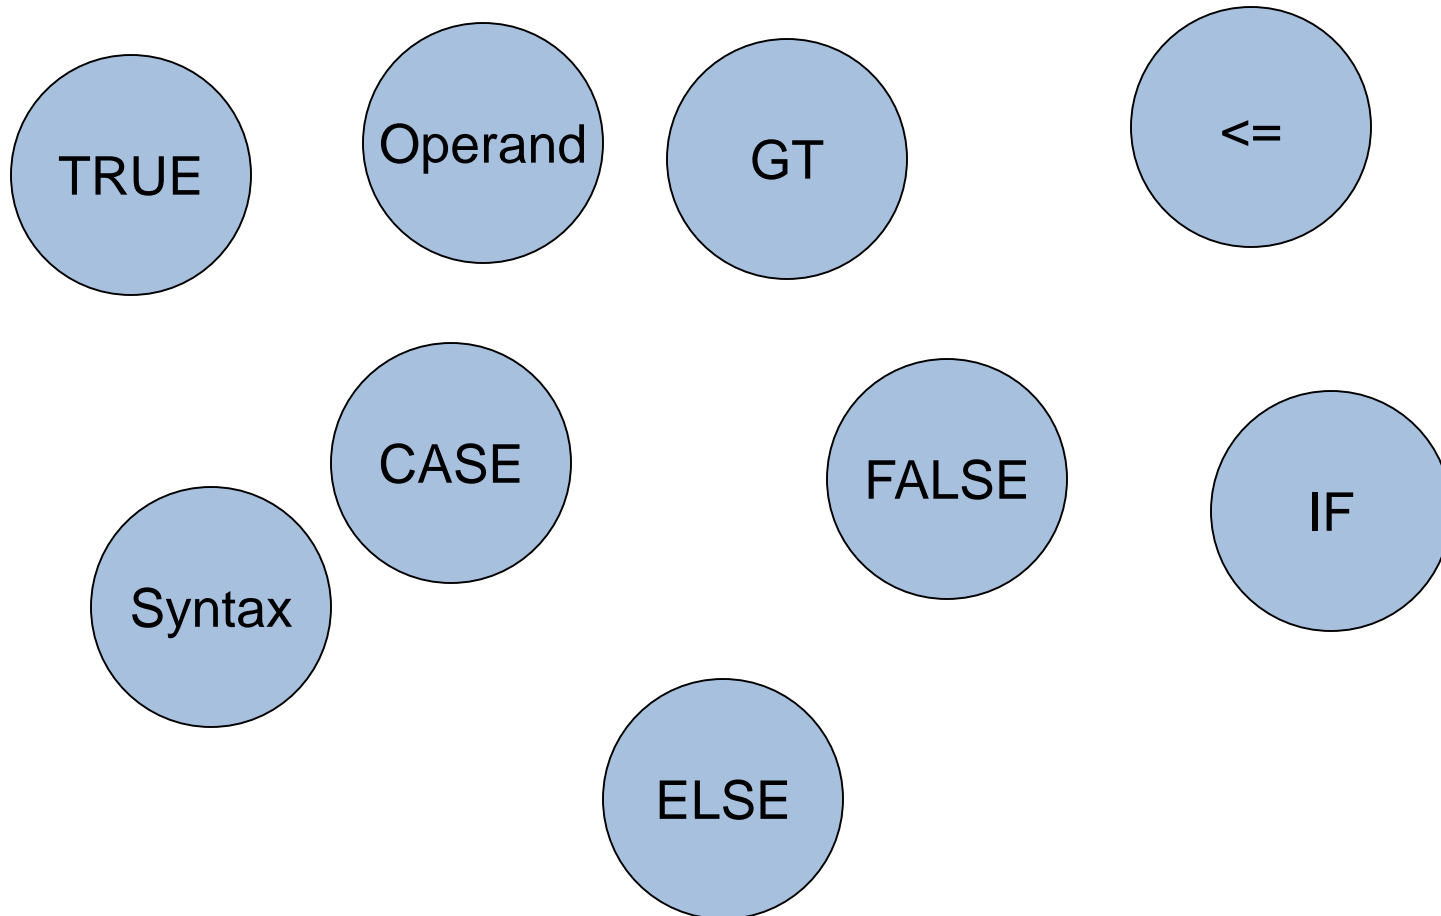 TRUE
Operand
GT
<=
CASE
FALSE
IF
Syntax
ELSE